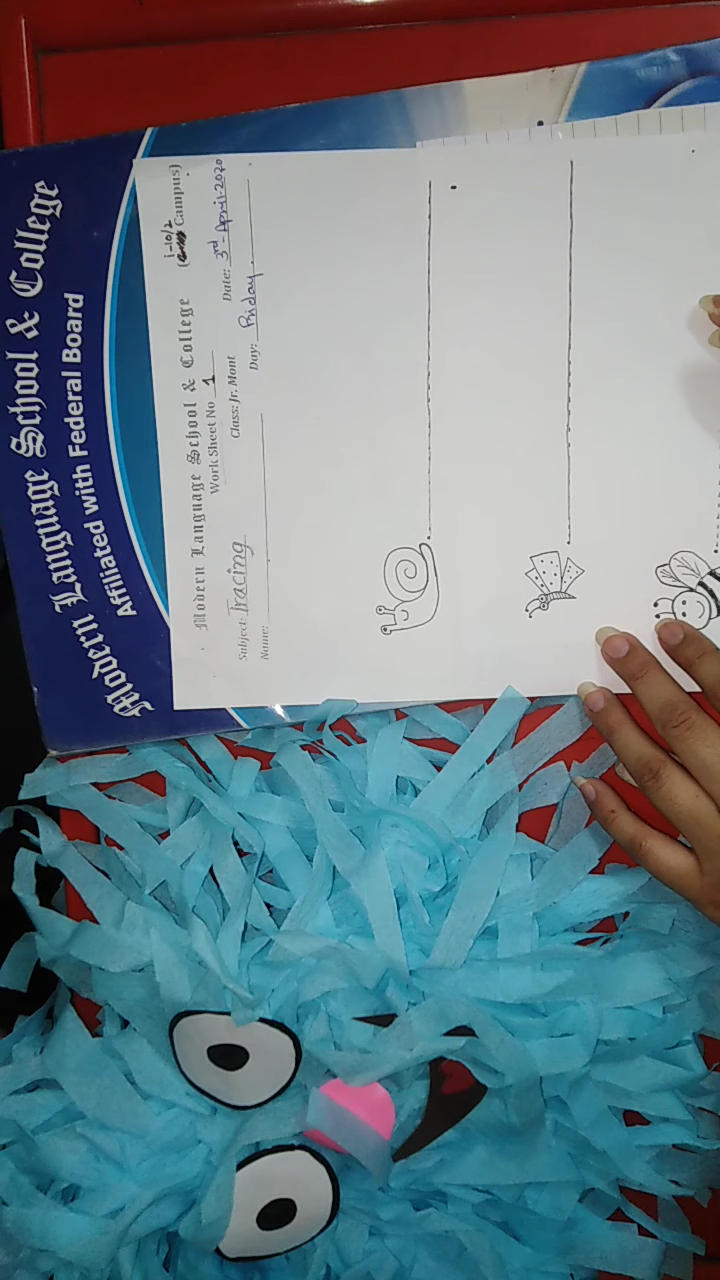 Modern Language School & College
Affiliated with Federal Board
i-10/2
Modern Language School & College ( Campus)
Work Sheet No 1
Subject: Tracing Class: Jr. Mont Date: 3rd-April-2020
Name: Day: Friday.